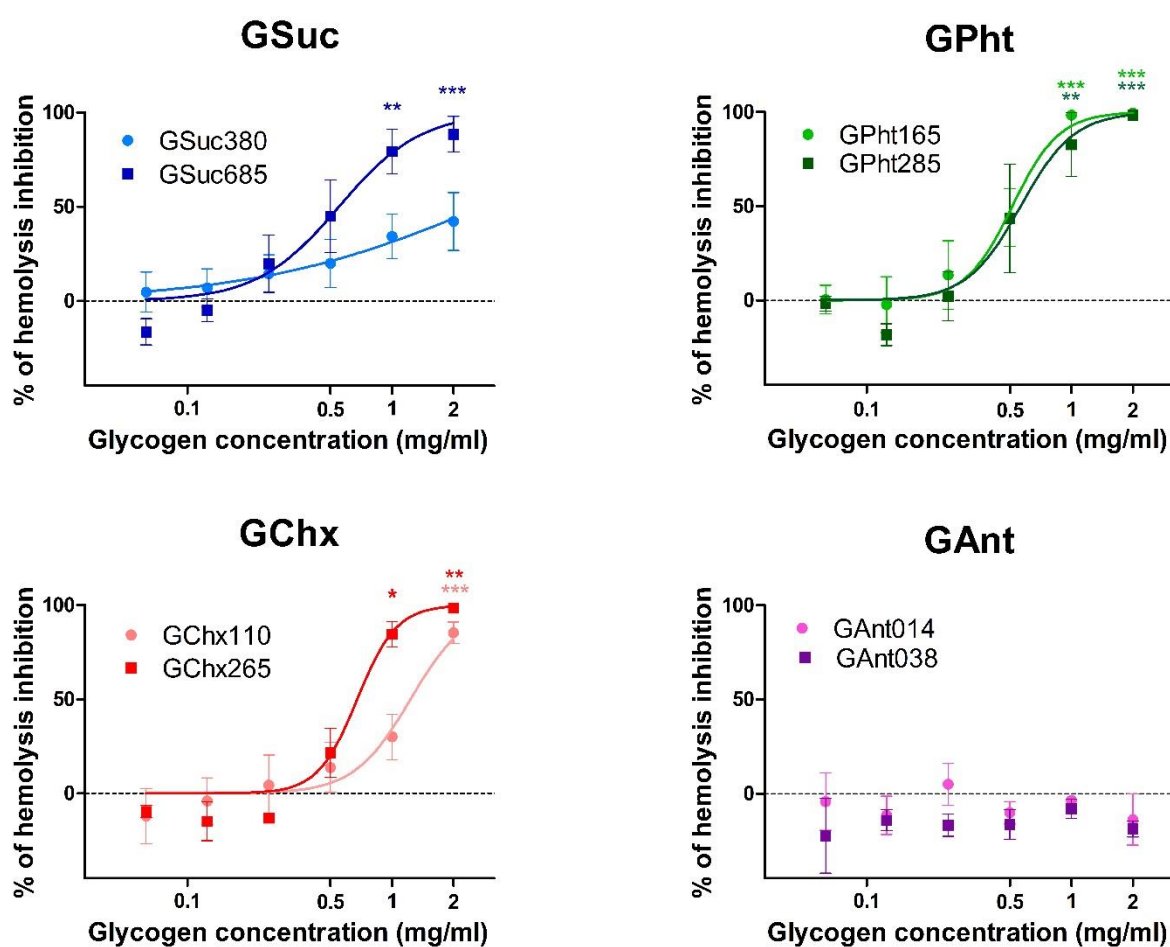 GSuc
** ***
% of hemolysis inhibition
100
50
0
GSuc380
GSuc685
0.1 0.5 1 2
Glycogen concentration (mg/ml)
GPht
*** ***
** ***
% of hemolysis inhibition
100
50
0
GPht165
GPht285
0.1 0.5 1 2
Glycogen concentration (mg/ml)
GChx
* **
***
% of hemolysis inhibition
100
50
0
GChx110
GChx265
0.1 0.5 1 2
Glycogen concentration (mg/ml)
GAnt
% of hemolysis inhibition
100
50
0
GAnt014
GAnt038
0.1 0.5 1 2
Glycogen concentration (mg/ml)